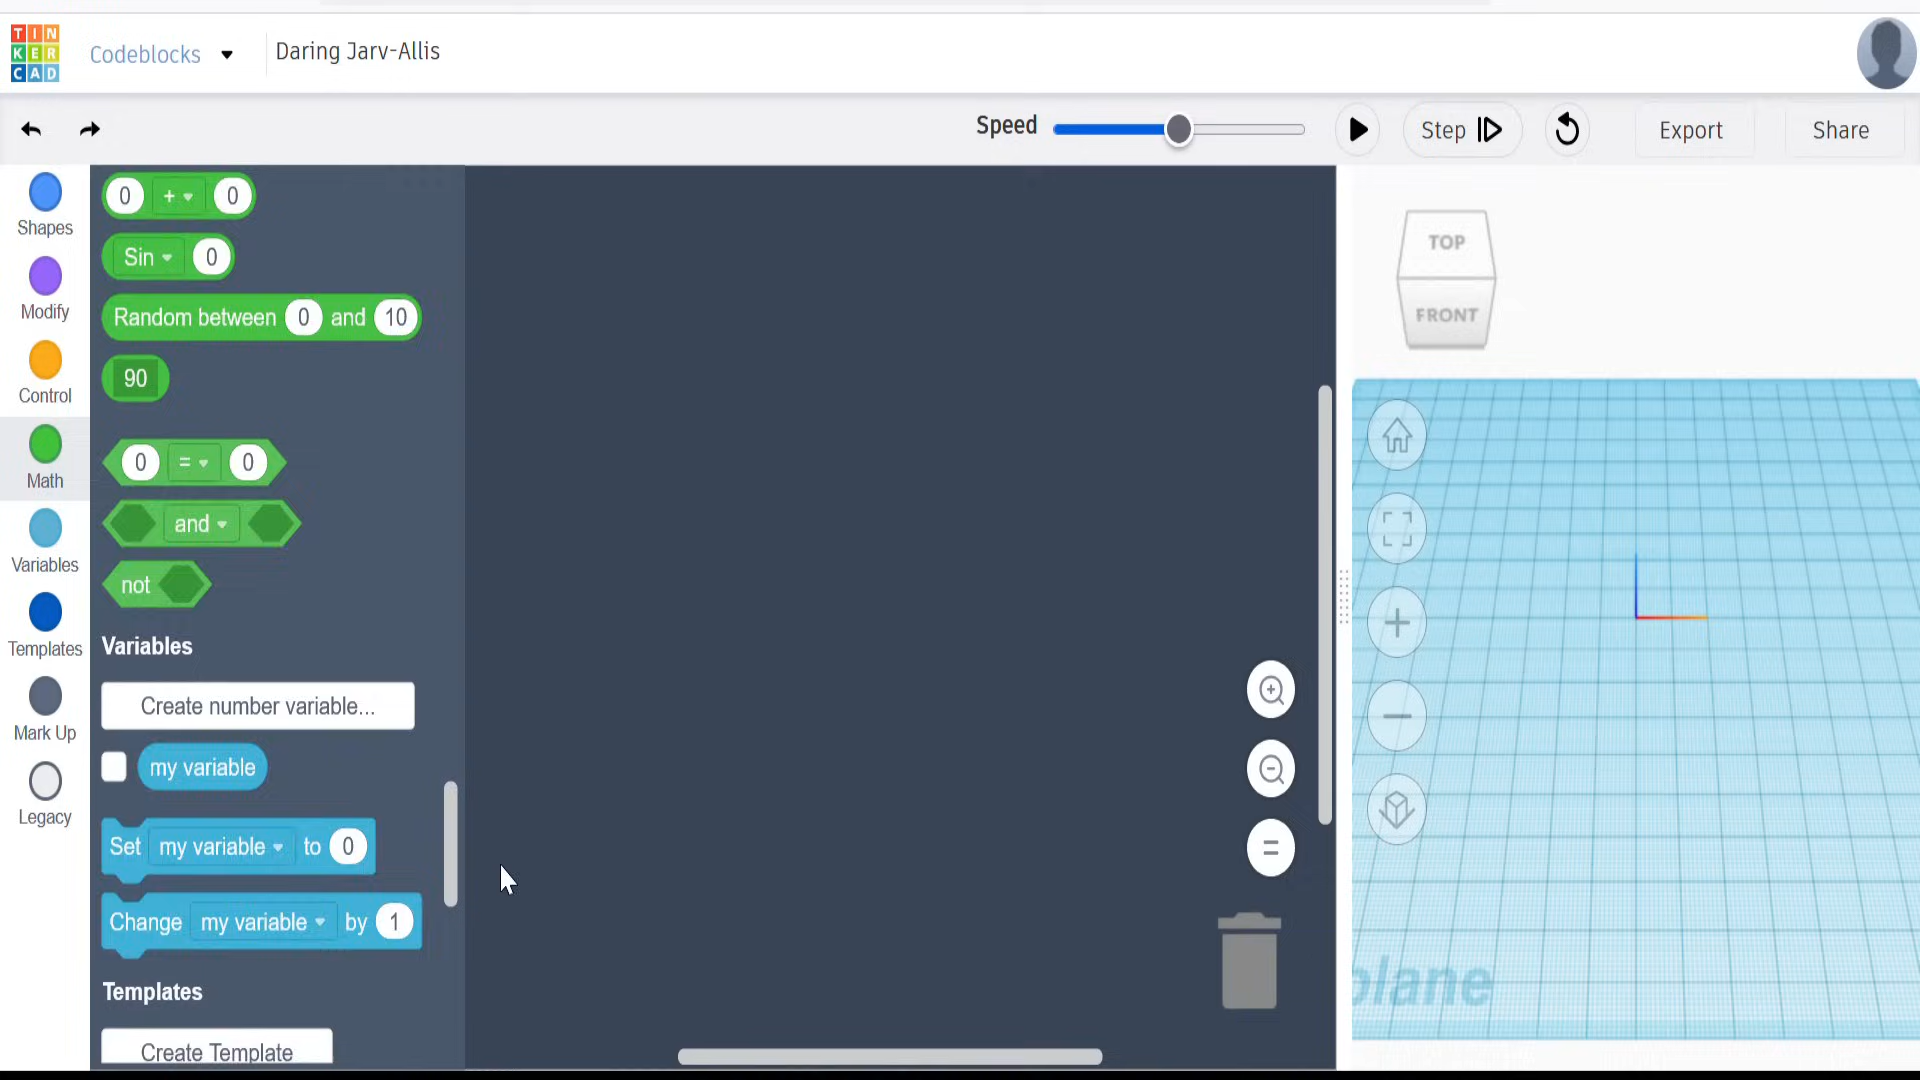 TIN
KER
CAD
Codeblocks
Daring Jarv-Allis
Speed
Step
Export
Share
Shapes
Modify
Control
Math
Variables
Templates
Mark Up
Legacy
0 + 0
Sin 0
Random between 0 and 10
90
0 = 0
and
not
Variables
Create number variable...
my variable
Set my variable to 0
Change my variable by 1
Templates
Create Template
TOP
FRONT
plane